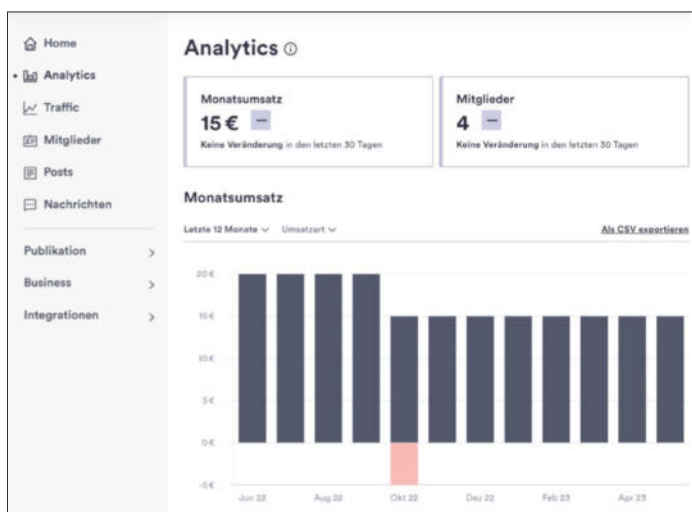 Home
Analytics
Traffic
Mitglieder
Posts
Nachrichten
Publikation
Business
Integrationen
Analytics
Monatsumsatz
15 €
Keine Veränderung in den letzten 30 Tagen
Mitglieder
4
Keine Veränderung in den letzten 30 Tagen
Monatsumsatz
Letzte 12 Monate Umsatzart Als CSV exportieren
20 €
15 €
10 €
5 €
0 €
-5 €
Jun 22 Aug 22 Okt 22 Dez 22 Feb 23 Apr 23